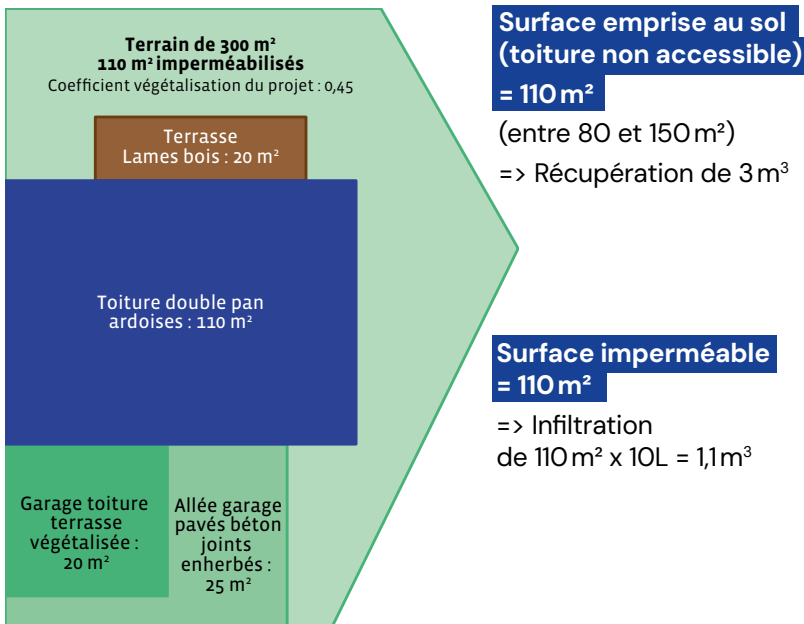 Terrain de 300 m²
110 m² imperméabilisés
Coefficient végétalisation du projet : 0,45
Terrasse
Lames bois : 20 m²
Toiture double pan
ardoises : 110 m²
Garage toiture
terrasse
végétalisée :
20 m²
Allée garage
pavés béton
joints
enherbés :
25 m²
Surface emprise au sol
(toiture non accessible)
= 110 m²
(entre 80 et 150 m²)
=> Récupération de 3 m³
Surface imperméable
= 110 m²
=> Infiltration
de 110 m² x 10L = 1,1 m³